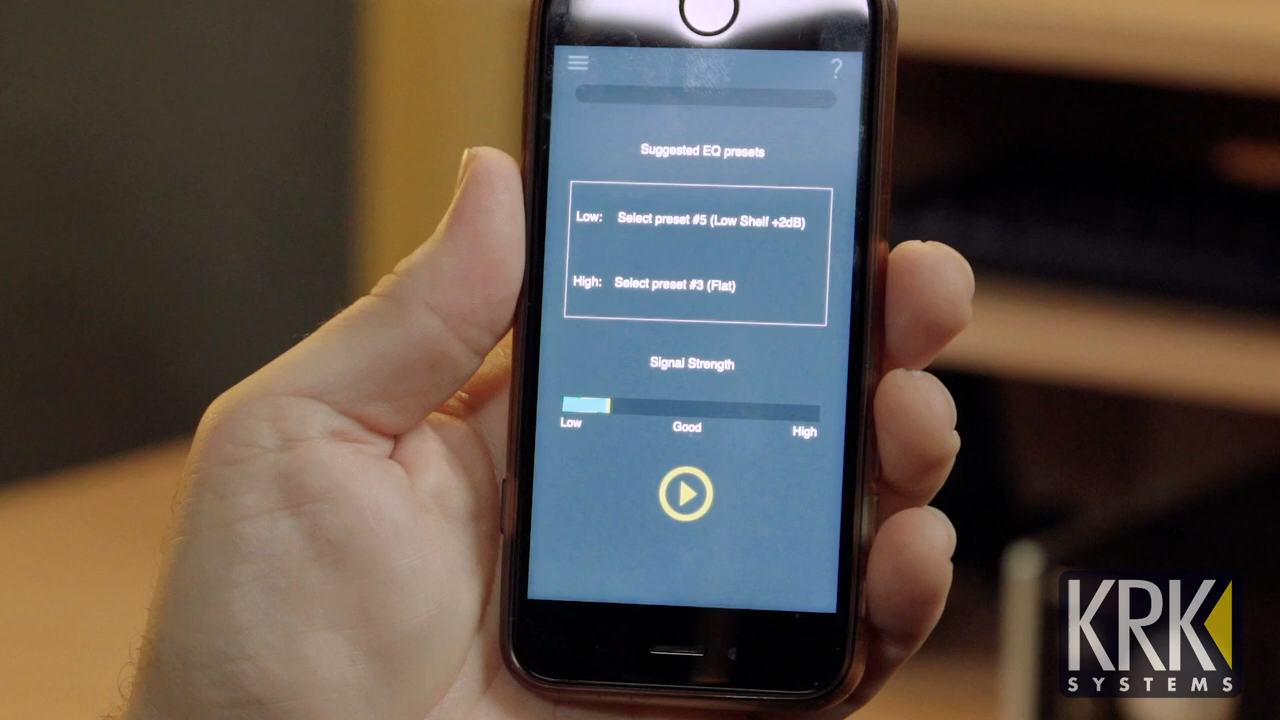 ?
Suggested EQ presets
Low: Select preset #5 (Low Shelf +2dB)
High: Select preset #3 (Flat)
Signal Strength
Low Good High
KRK
SYSTEMS